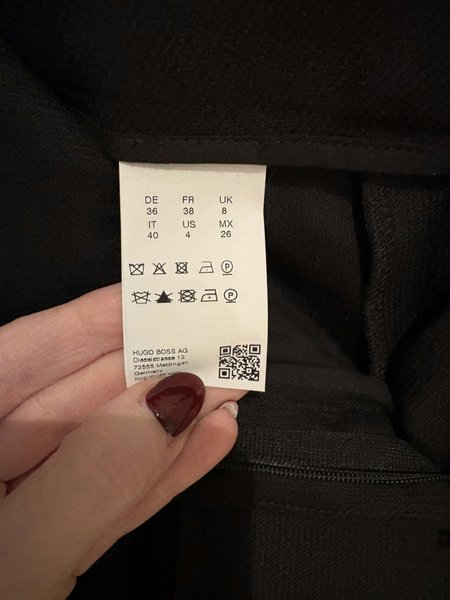 DE FR UK
36 38 8
IT US MX
40 4 26
HUGO BOSS AG
Dieselstrasse 12
72555 Metzingen
Germany